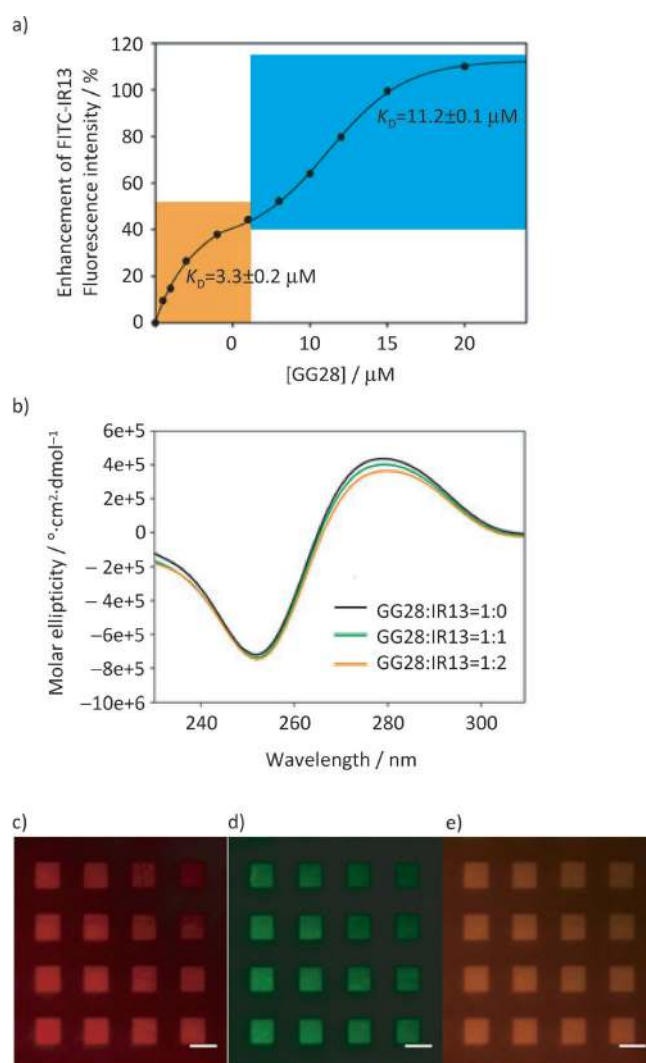 a)
120
100
80
60
40
20
0
Enhancement of FITC-IR13
Fluorescence intensity / %
K_D=11.2±0.1 μM
K_D=3.3±0.2 μM
0 10 15 20
[GG28] / μM
b)
6e+5
4e+5
2e+5
0
−2e+5
−4e+5
−6e+5
−8e+5
−10e+6
Molar ellipticity / °·cm²·dmol⁻¹
GG28:IR13=1:0
GG28:IR13=1:1
GG28:IR13=1:2
240 260 280 300
Wavelength / nm
c) d) e)